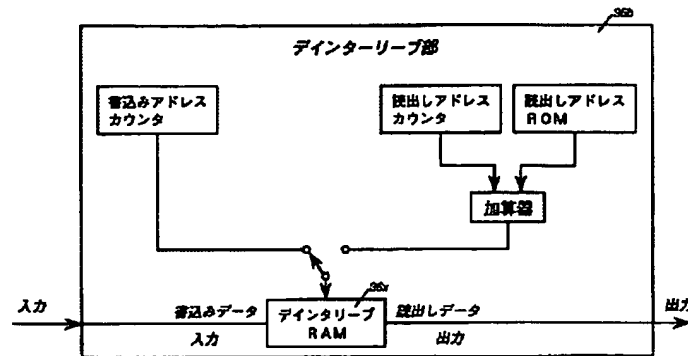 36b
デインターリーブ部
書込みアドレス
カウンタ
読出しアドレス
カウンタ
読出しアドレス
ROM
加算器
36x
入力
書込みデータ
入力
デインタリーブ
RAM
読出しデータ
出力
出力